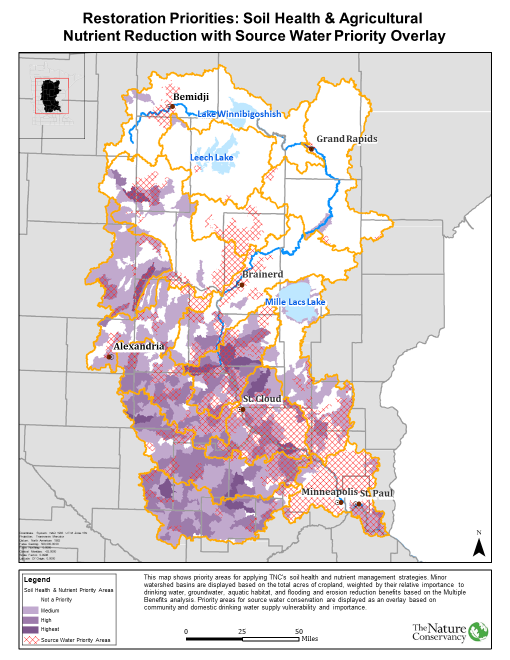 Restoration Priorities: Soil Health & Agricultural
Nutrient Reduction with Source Water Priority Overlay
Bemidji
Lake Winnibigoshish
Grand Rapids
Leech Lake
Brainerd
Mille Lacs Lake
Alexandria
St. Cloud
Minneapolis
St. Paul
N
Legend
Soil Health & Nutrient Priority Areas
Not a Priority
Medium
High
Highest
Source Water Priority Areas
This map shows priority areas for applying TNC's soil health and nutrient management strategies. Minor
watershed basins are displayed based on the total acres of cropland, weighted by their relative importance to
drinking water, groundwater, aquatic habitat, and flooding and erosion reduction benefits based on the Multiple
Benefits analysis. Priority areas for source water conservation are displayed as an overlay based on
community and domestic drinking water supply vulnerability and importance.
0 25 50
Miles
The Nature
Conservancy